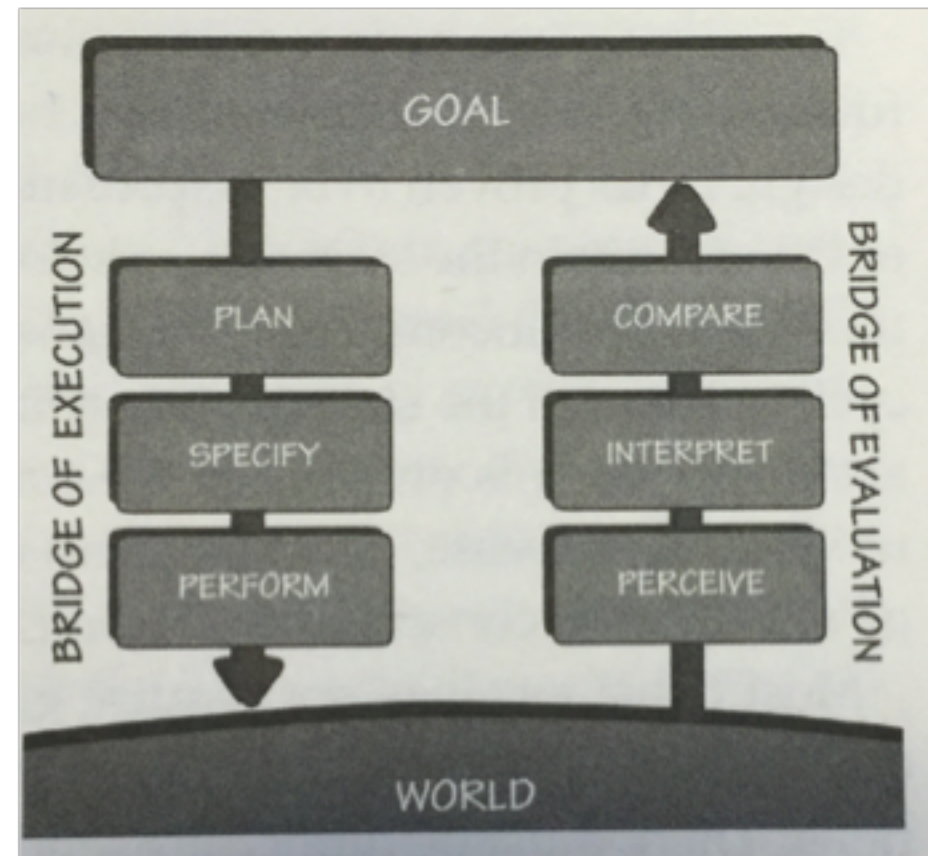 GOAL
BRIDGE OF EXECUTION
PLAN
SPECIFY
PERFORM
COMPARE
INTERPRET
PERCEIVE
BRIDGE OF EVALUATION
WORLD